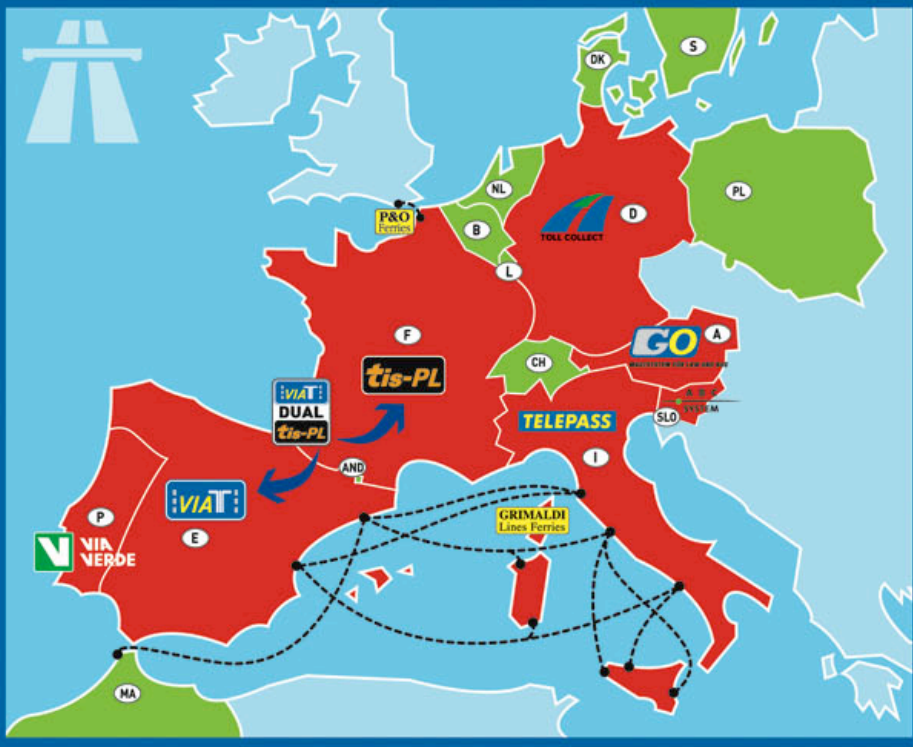 S
DK
PL
NL
P&O
Ferries
B
D
TOLL COLLECT
L
F
GO
A
CH
tis-PL
VIAT
DUAL
tis-PL
TELEPASS
SLO
SYSTEM
I
AND
VIAT
GRIMALDI
Lines Ferries
P
E
V
VIA
VERDE
MA